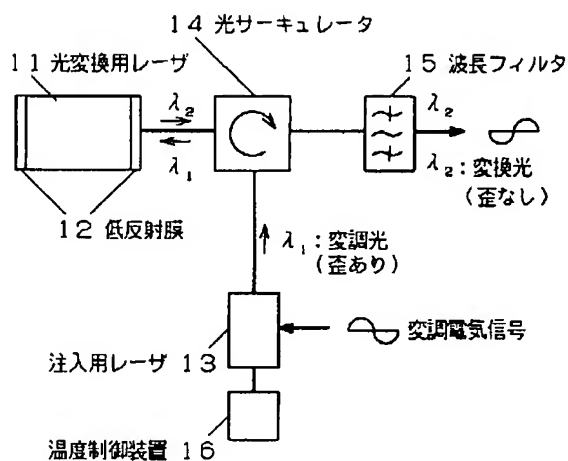 14 光サーキュレータ
11 光変換用レーザ
15 波長フィルタ
λ₂
λ₁
λ₂
λ₂：変換光
(歪なし)
12 低反射膜
λ₁：変調光
(歪あり)
変調電気信号
注入用レーザ 13
温度制御装置 16